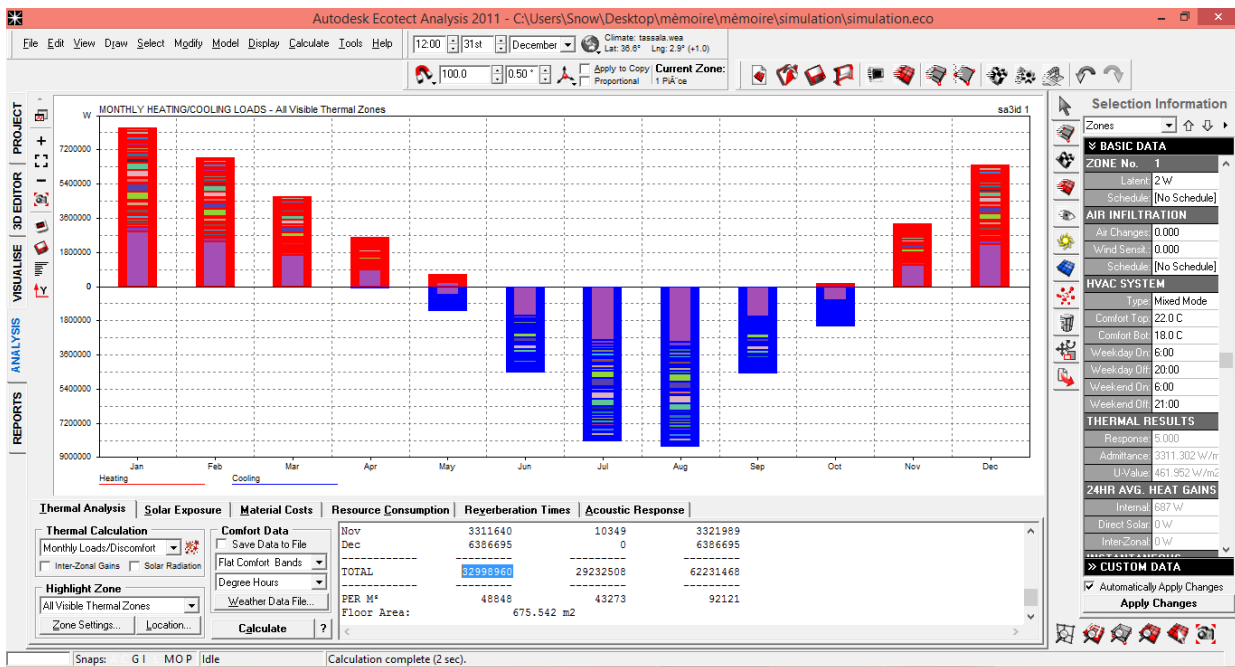 Autodesk Ecotect Analysis 2011 - C:\Users\Snow\Desktop\mèmoire\mèmoire\simulation\simulation.eco
File Edit View Draw Select Modify Model Display Calculate Tools Help
12:00 31st December
Climate: tassala.wea
Lat: 36.6° Lng: 2.9° (+1.0)
100.0 0.50 °
Apply to Copy
Proportional
Current Zone:
1 PiÃ¨ce
PROJECT
3D EDITOR
VISUALISE
ANALYSIS
REPORTS
W MONTHLY HEATING/COOLING LOADS - All Visible Thermal Zones sa3id 1
7200000
5400000
3600000
1800000
0
1800000
3600000
5400000
7200000
9000000
Jan Feb Mar Apr May Jun Jul Aug Sep Oct Nov Dec
Heating Cooling
Thermal Analysis Solar Exposure Material Costs Resource Consumption Reverberation Times Acoustic Response
Thermal Calculation
Monthly Loads/Discomfort
Inter-Zonal Gains Solar Radiation
Highlight Zone
All Visible Thermal Zones
Zone Settings... Location...
Comfort Data
Save Data to File
Flat Comfort Bands
Degree Hours
Weather Data File...
Calculate ?
Nov 3311640 10349 3321989
Dec 6386695 0 6386695
------------ --------- -------- ---------
TOTAL 32998960 29232508 62231468
------------ --------- -------- ---------
PER M² 48848 43273 92121
Floor Area: 675.542 m2
Selection Information
Zones
BASIC DATA
ZONE No. 1
Latent: 2 W
Schedule: [No Schedule]
AIR INFILTRATION
Air Changes: 0.000
Wind Sensit. 0.000
Schedule: [No Schedule]
HVAC SYSTEM
Type: Mixed Mode
Comfort Top: 22.0 C
Comfort Bot: 18.0 C
Weekday On: 6:00
Weekday Off: 20:00
Weekend On: 6:00
Weekend Off: 21:00
THERMAL RESULTS
Response: 5.000
Admittance: 3311.302 W/m
U-Value: 461.952 W/m2
24HR AVG. HEAT GAINS
Internal: 687 W
Direct Solar: 0 W
Inter-Zonal: 0 W
CUSTOM DATA
Automatically Apply Changes
Apply Changes
Snaps: G I M O P Idle Calculation complete (2 sec).